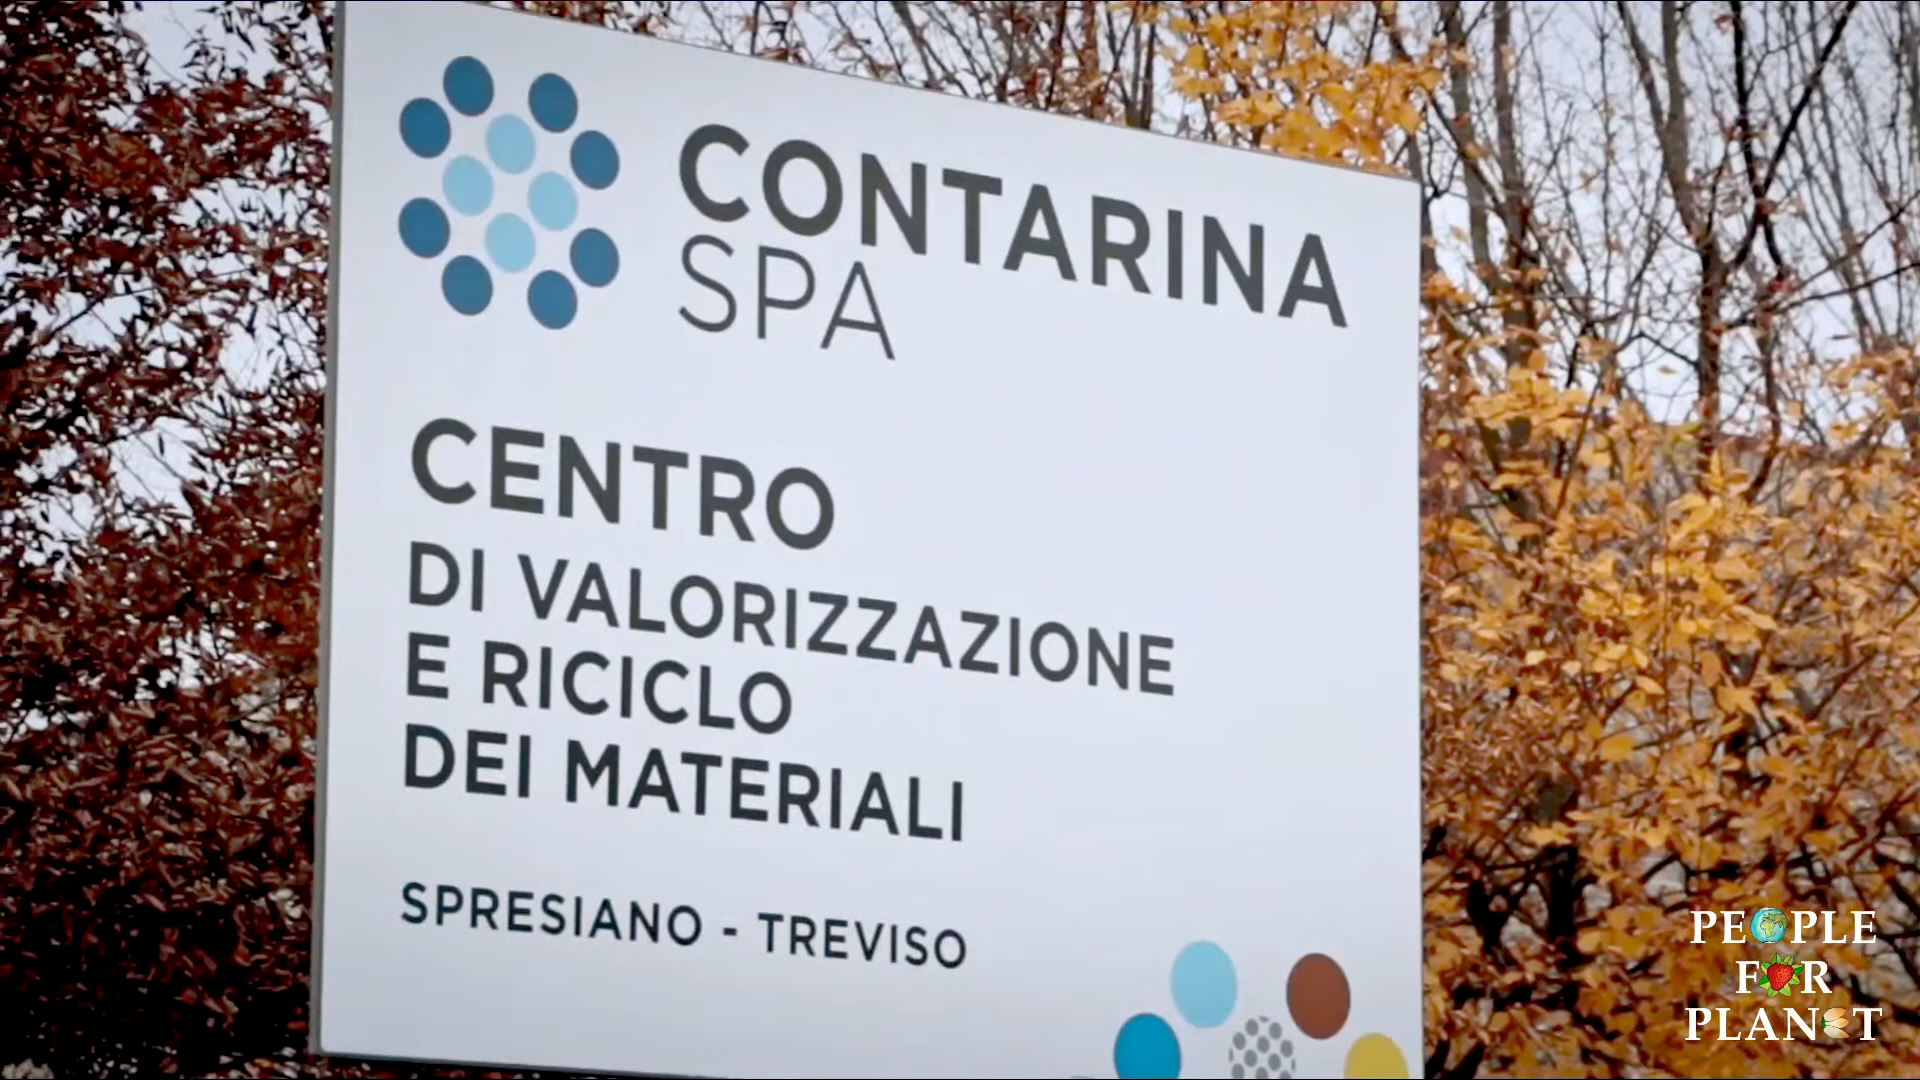 CONTARINA
SPA
CENTRO
DI VALORIZZAZIONE
E RICICLO
DEI MATERIALI
SPRESIANO - TREVISO
PEOPLE
FOR
PLANET